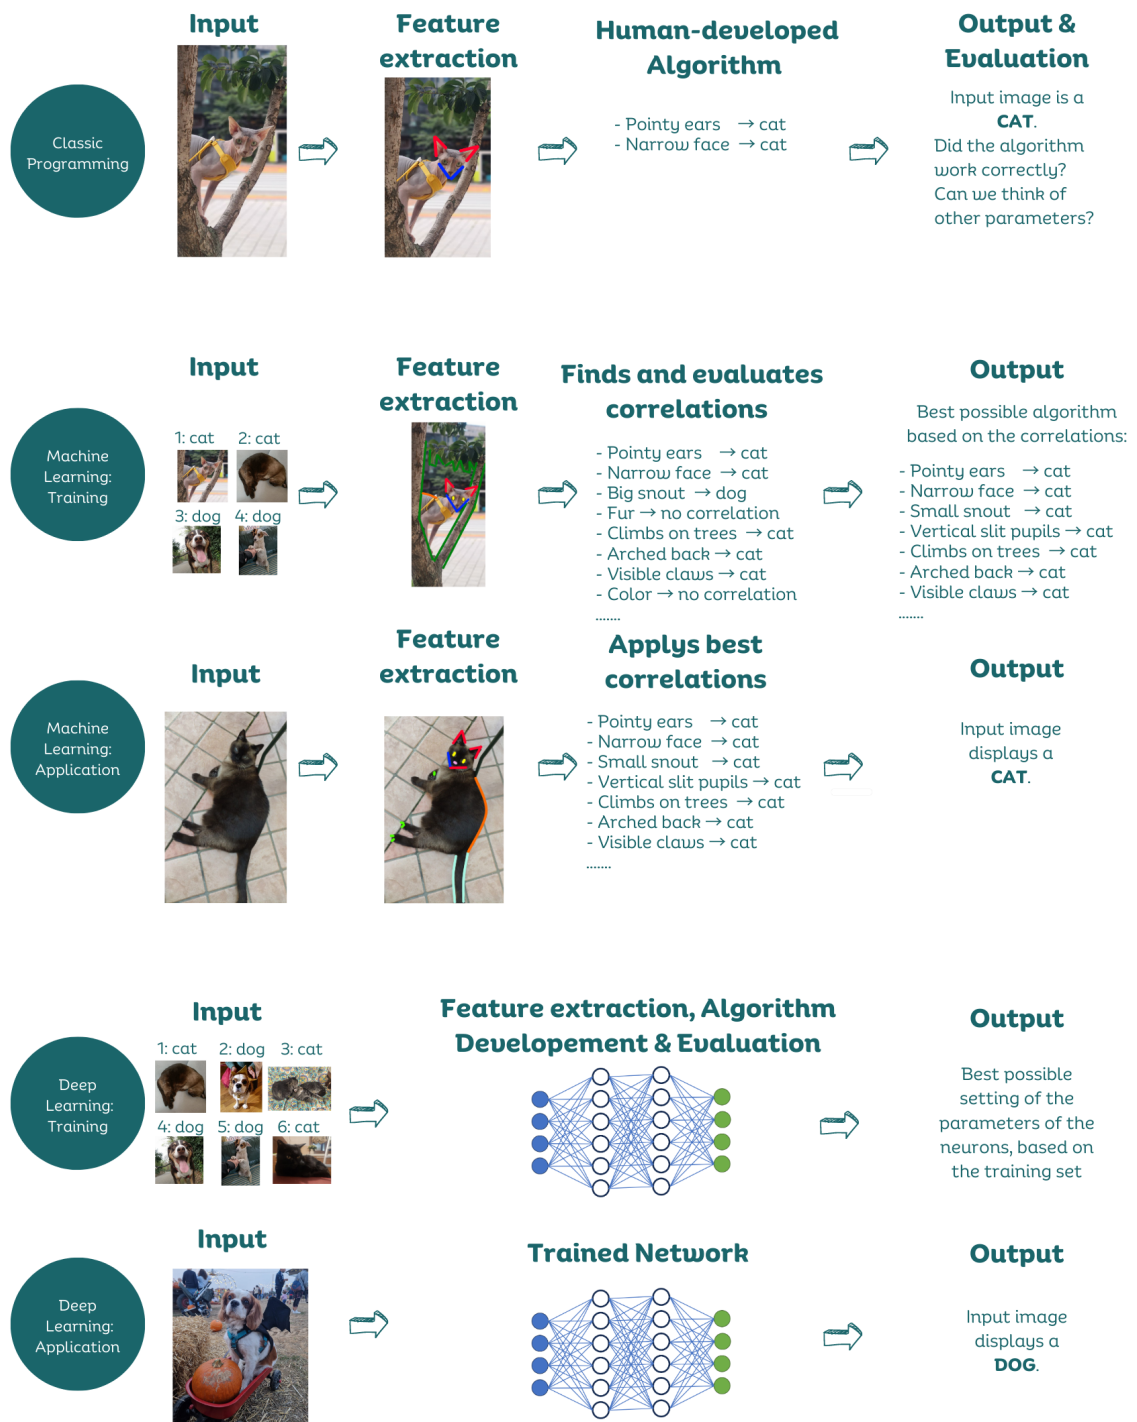 Input
Feature
extraction
Human-developed
Algorithm
Output &
Evaluation
Classic
Programming
- Pointy ears → cat
- Narrow face → cat
Input image is a
CAT.
Did the algorithm
work correctly?
Can we think of
other parameters?
Input
Feature
extraction
Finds and evaluates
correlations
Output
Machine
Learning:
Training
1: cat 2: cat
3: dog 4: dog
- Pointy ears → cat
- Narrow face → cat
- Big snout → dog
- Fur → no correlation
- Climbs on trees → cat
- Arched back → cat
- Visible claws → cat
- Color → no correlation
.......
Best possible algorithm
based on the correlations:
- Pointy ears → cat
- Narrow face → cat
- Small snout → cat
- Vertical slit pupils → cat
- Climbs on trees → cat
- Arched back → cat
- Visible claws → cat
.......
Input
Feature
extraction
Applys best
correlations
Output
Machine
Learning:
Application
- Pointy ears → cat
- Narrow face → cat
- Small snout → cat
- Vertical slit pupils → cat
- Climbs on trees → cat
- Arched back → cat
- Visible claws → cat
.......
Input image
displays a
CAT.
Input
Feature extraction, Algorithm
Developement & Evaluation
Output
Deep
Learning:
Training
1: cat 2: dog 3: cat
4: dog 5: dog 6: cat
Best possible
setting of the
parameters of the
neurons, based on
the training set
Input
Trained Network
Output
Deep
Learning:
Application
Input image
displays a
DOG.